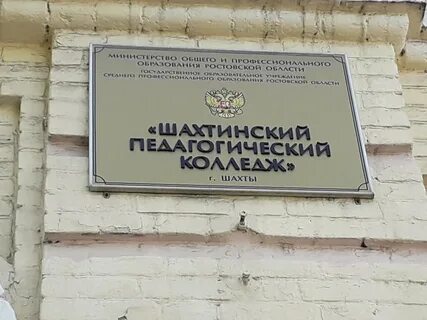 МИНИСТЕРСТВО ОБЩЕГО И ПРОФЕССИОНАЛЬНОГО
ОБРАЗОВАНИЯ РОСТОВСКОЙ ОБЛАСТИ
ГОСУДАРСТВЕННОЕ ОБРАЗОВАТЕЛЬНОЕ УЧРЕЖДЕНИЕ
СРЕДНЕГО ПРОФЕССИОНАЛЬНОГО ОБРАЗОВАНИЯ РОСТОВСКОЙ ОБЛАСТИ
«ШАХТИНСКИЙ
ПЕДАГОГИЧЕСКИЙ
КОЛЛЕДЖ»
г. ШАХТЫ